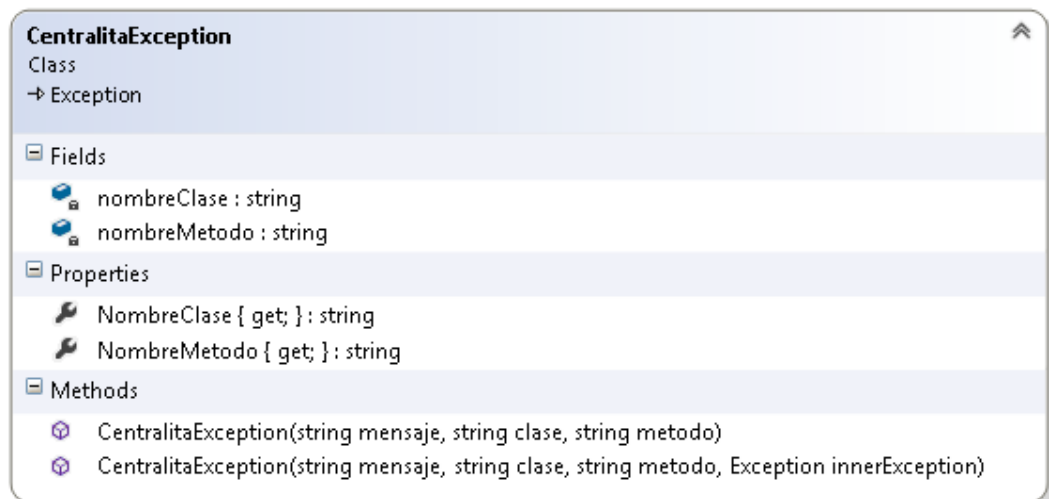 CentralitaException
Class
Exception
Fields
nombreClase : string
nombreMetodo : string
Properties
NombreClase { get; } : string
NombreMetodo { get; } : string
Methods
CentralitaException(string mensaje, string clase, string metodo)
CentralitaException(string mensaje, string clase, string metodo, Exception innerException)